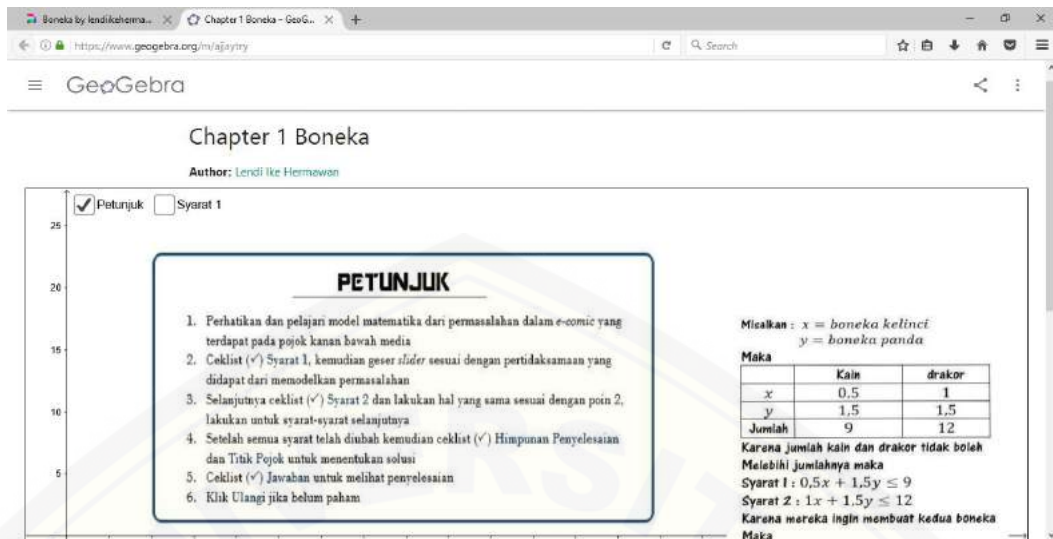 Boneka by lendiikeherma...
Chapter 1 Boneka – GeoG...
https://www.geogebra.org/m/ajjaytry
Search
GeoGebra
Chapter 1 Boneka
Author: Lendi Ike Hermawan
Petunjuk
Syarat 1
25
20
15
10
5
PETUNJUK
1. Perhatikan dan pelajari model matematika dari permasalahan dalam e-comic yang
terdapat pada pojok kanan bawah media
2. Ceklist (✓) Syarat 1, kemudian geser slider sesuai dengan pertidaksamaan yang
didapat dari memodelkan permasalahan
3. Selanjutnya ceklist (✓) Syarat 2 dan lakukan hal yang sama sesuai dengan poin 2,
lakukan untuk syarat-syarat selanjutnya
4. Setelah semua syarat telah diubah kemudian ceklist (✓) Himpunan Penyelesaian
dan Titik Pojok untuk menentukan solusi
5. Ceklist (✓) Jawaban untuk melihat penyelesaian
6. Klik Ulangi jika belum paham
Misalkan : x = boneka kelinci
y = boneka panda
Maka
Kain drakor
x 0.5 1
y 1,5 1,5
Jumlah 9 12
Karena jumlah kain dan drakor tidak boleh
Melebihi jumlahnya maka
Syarat 1 : 0,5x + 1,5y ≤ 9
Syarat 2 : 1x + 1.5y ≤ 12
Karena mereka ingin membuat kedua boneka
Maka